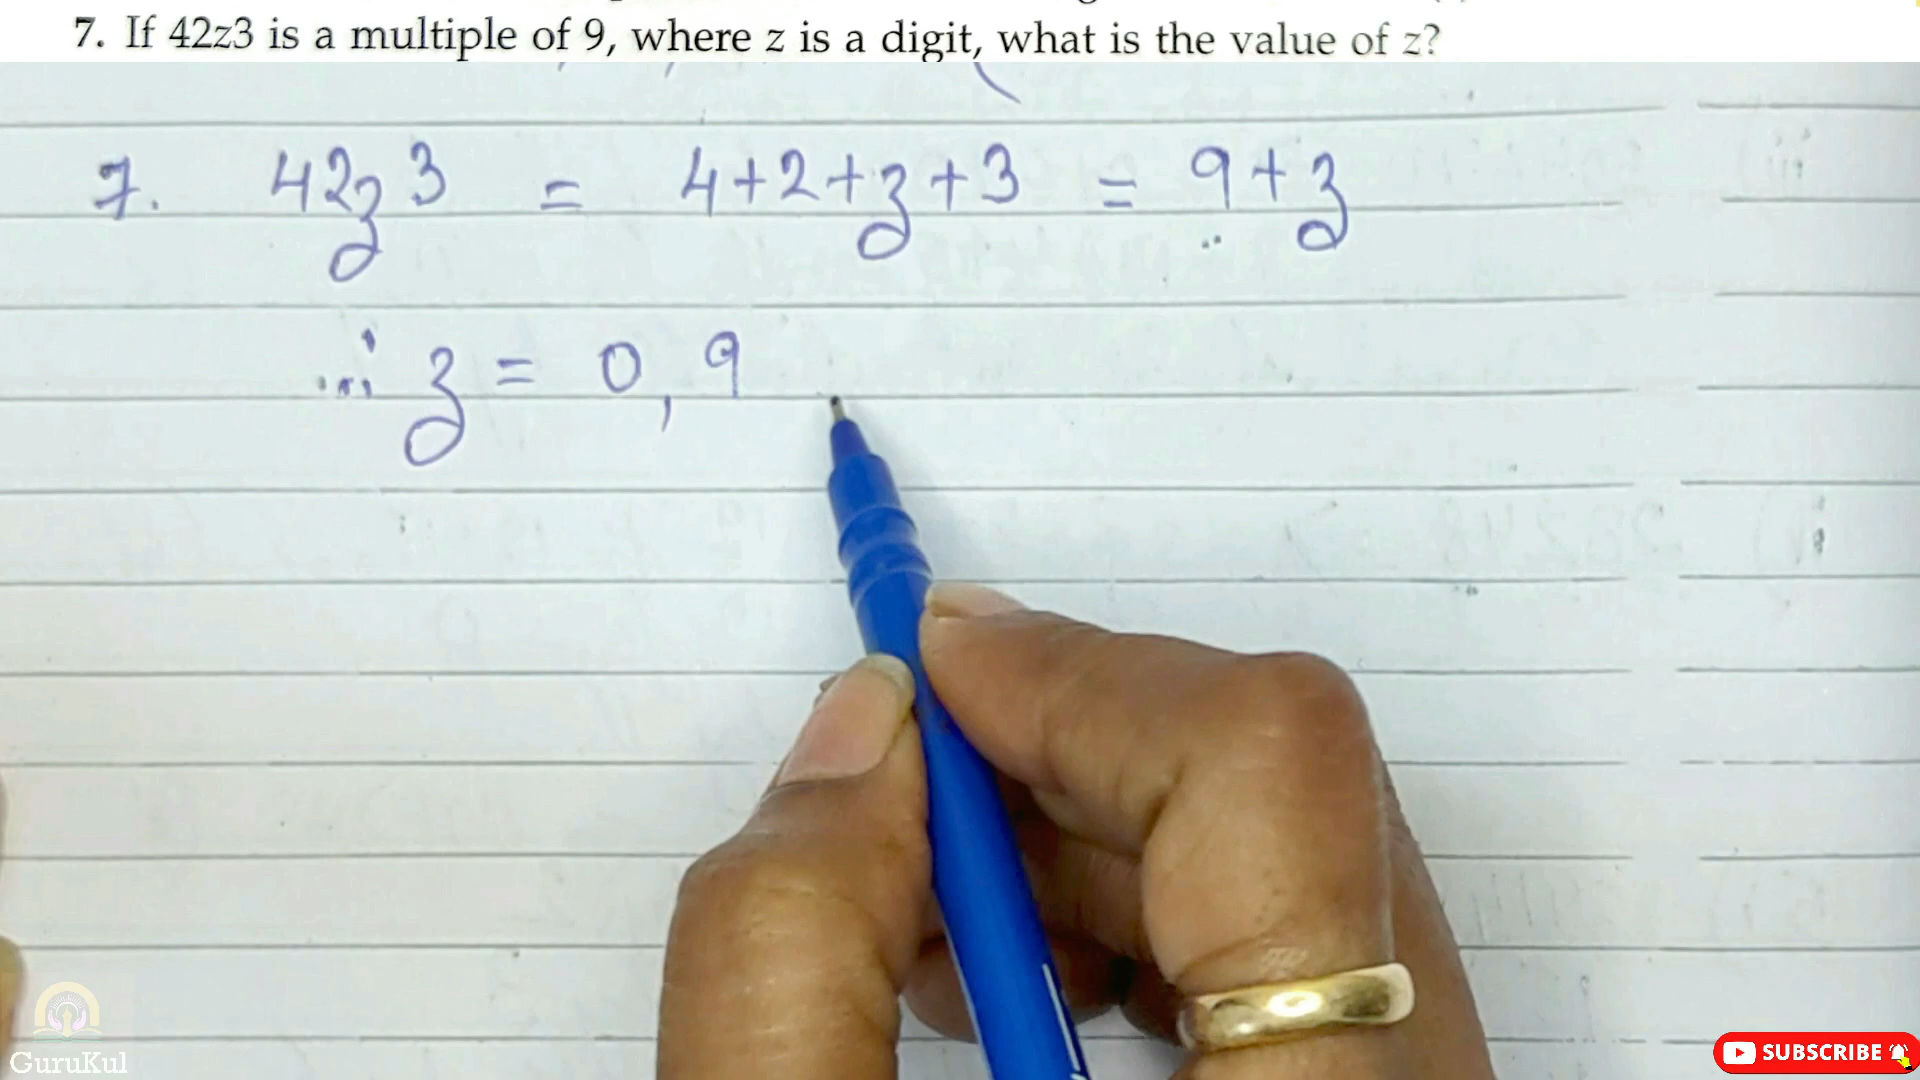 7. If 42z3 is a multiple of 9, where z is a digit, what is the value of z?
7. 42z3 = 4+2+z+3 = 9+z
∴ z = 0, 9
GuruKul
SUBSCRIBE